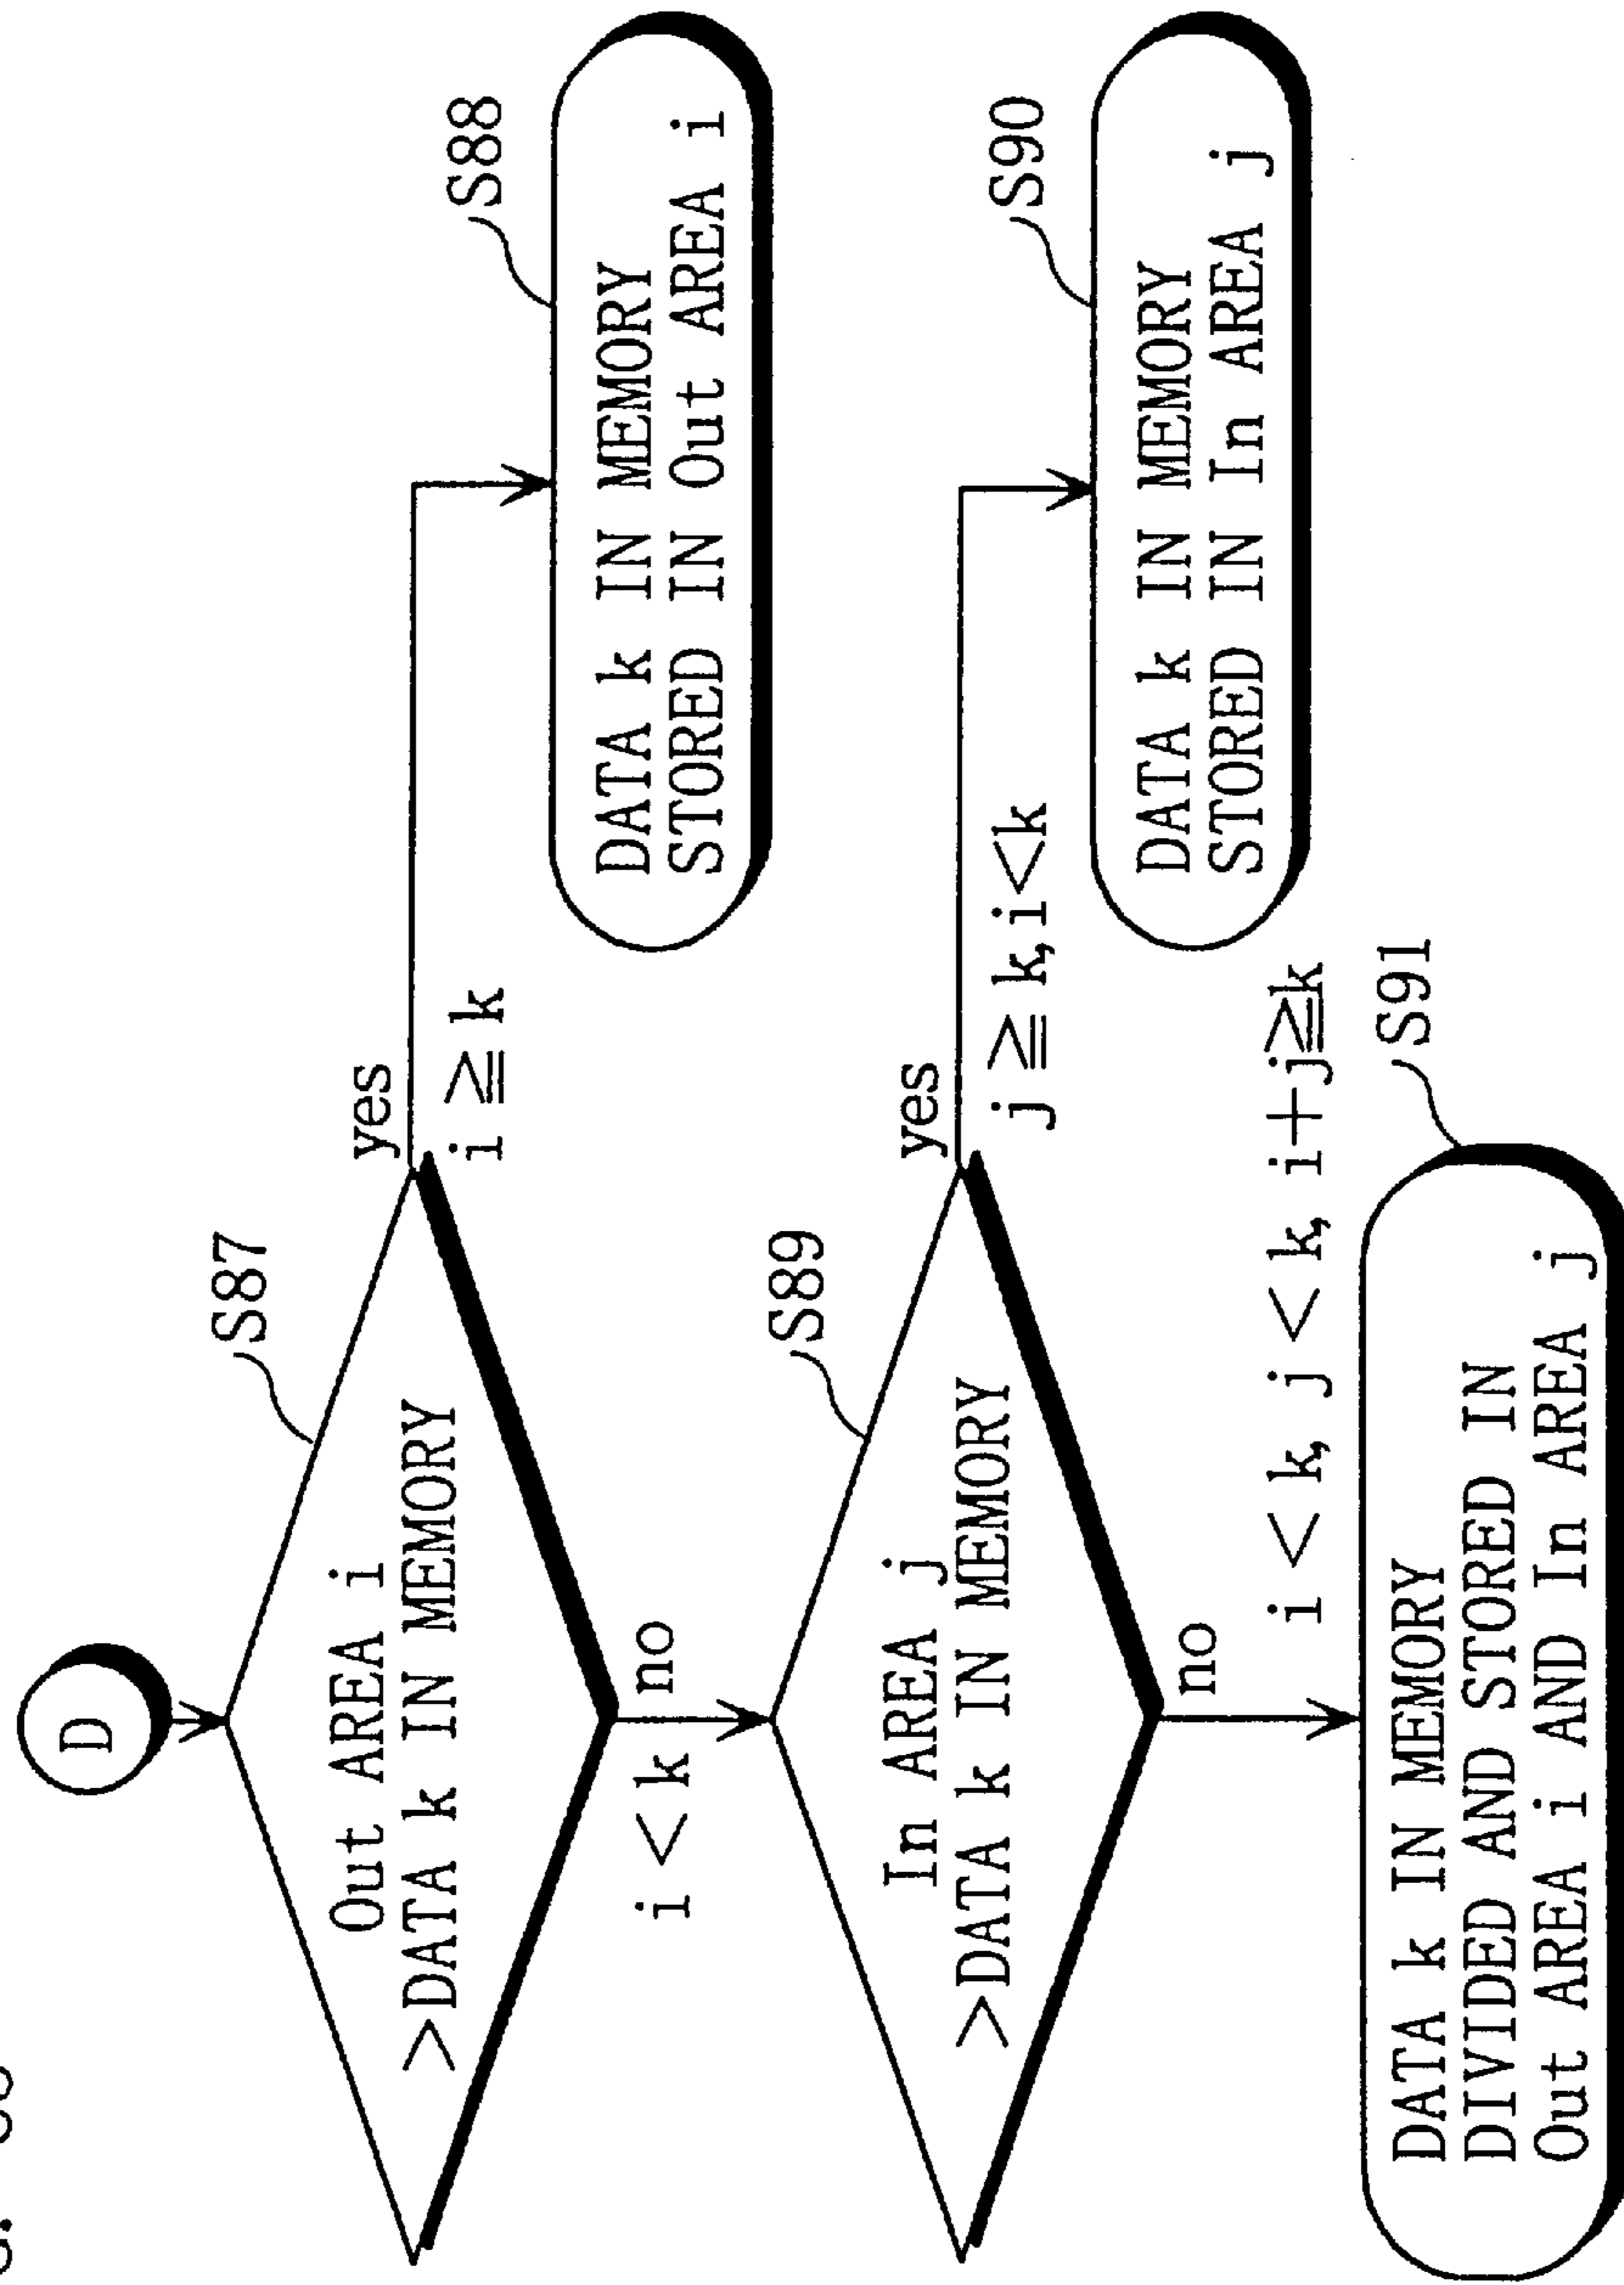 D
S87
Out AREA i
>DATA k IN MEMORY
yes
i ≧ k
S88
DATA k IN MEMORY
STORED IN Out AREA i
i < k no
S89
In AREA j
>DATA k IN MEMORY
yes
j ≧ k, i<k
S90
DATA k IN MEMORY
STORED IN In AREA j
no
i < k, j < k, i+j≧k
S91
DATA k IN MEMORY
DIVIDED AND STORED IN
Out AREA i AND In AREA j